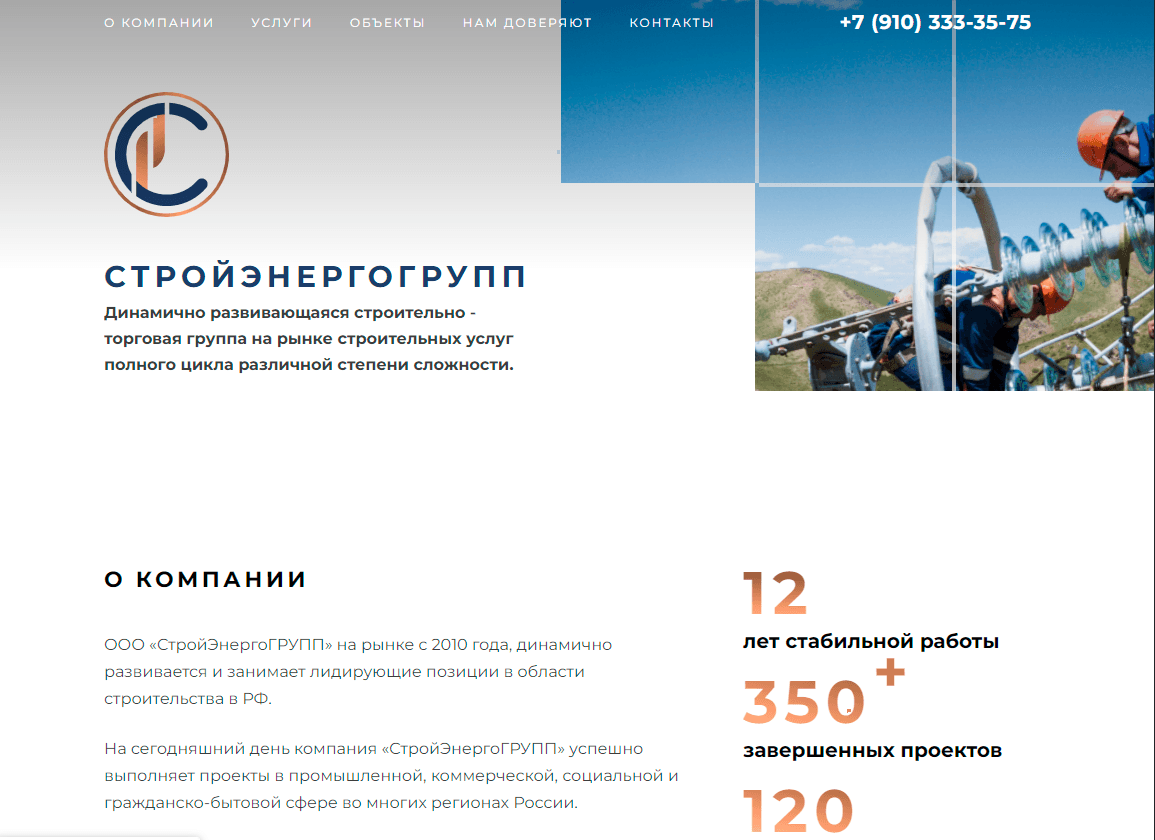 О КОМПАНИИ УСЛУГИ ОБЪЕКТЫ НАМ ДОВЕРЯЮТ КОНТАКТЫ +7 (910) 333-35-75
СТРОЙЭНЕРГОГРУПП
Динамично развивающаяся строительно -
торговая группа на рынке строительных услуг
полного цикла различной степени сложности.
О КОМПАНИИ
ООО «СтройЭнергоГРУПП» на рынке с 2010 года, динамично
развивается и занимает лидирующие позиции в области
строительства в РФ.
На сегодняшний день компания «СтройЭнергоГРУПП» успешно
выполняет проекты в промышленной, коммерческой, социальной и
гражданско-бытовой сфере во многих регионах России.
12
лет стабильной работы
350+
завершенных проектов
120